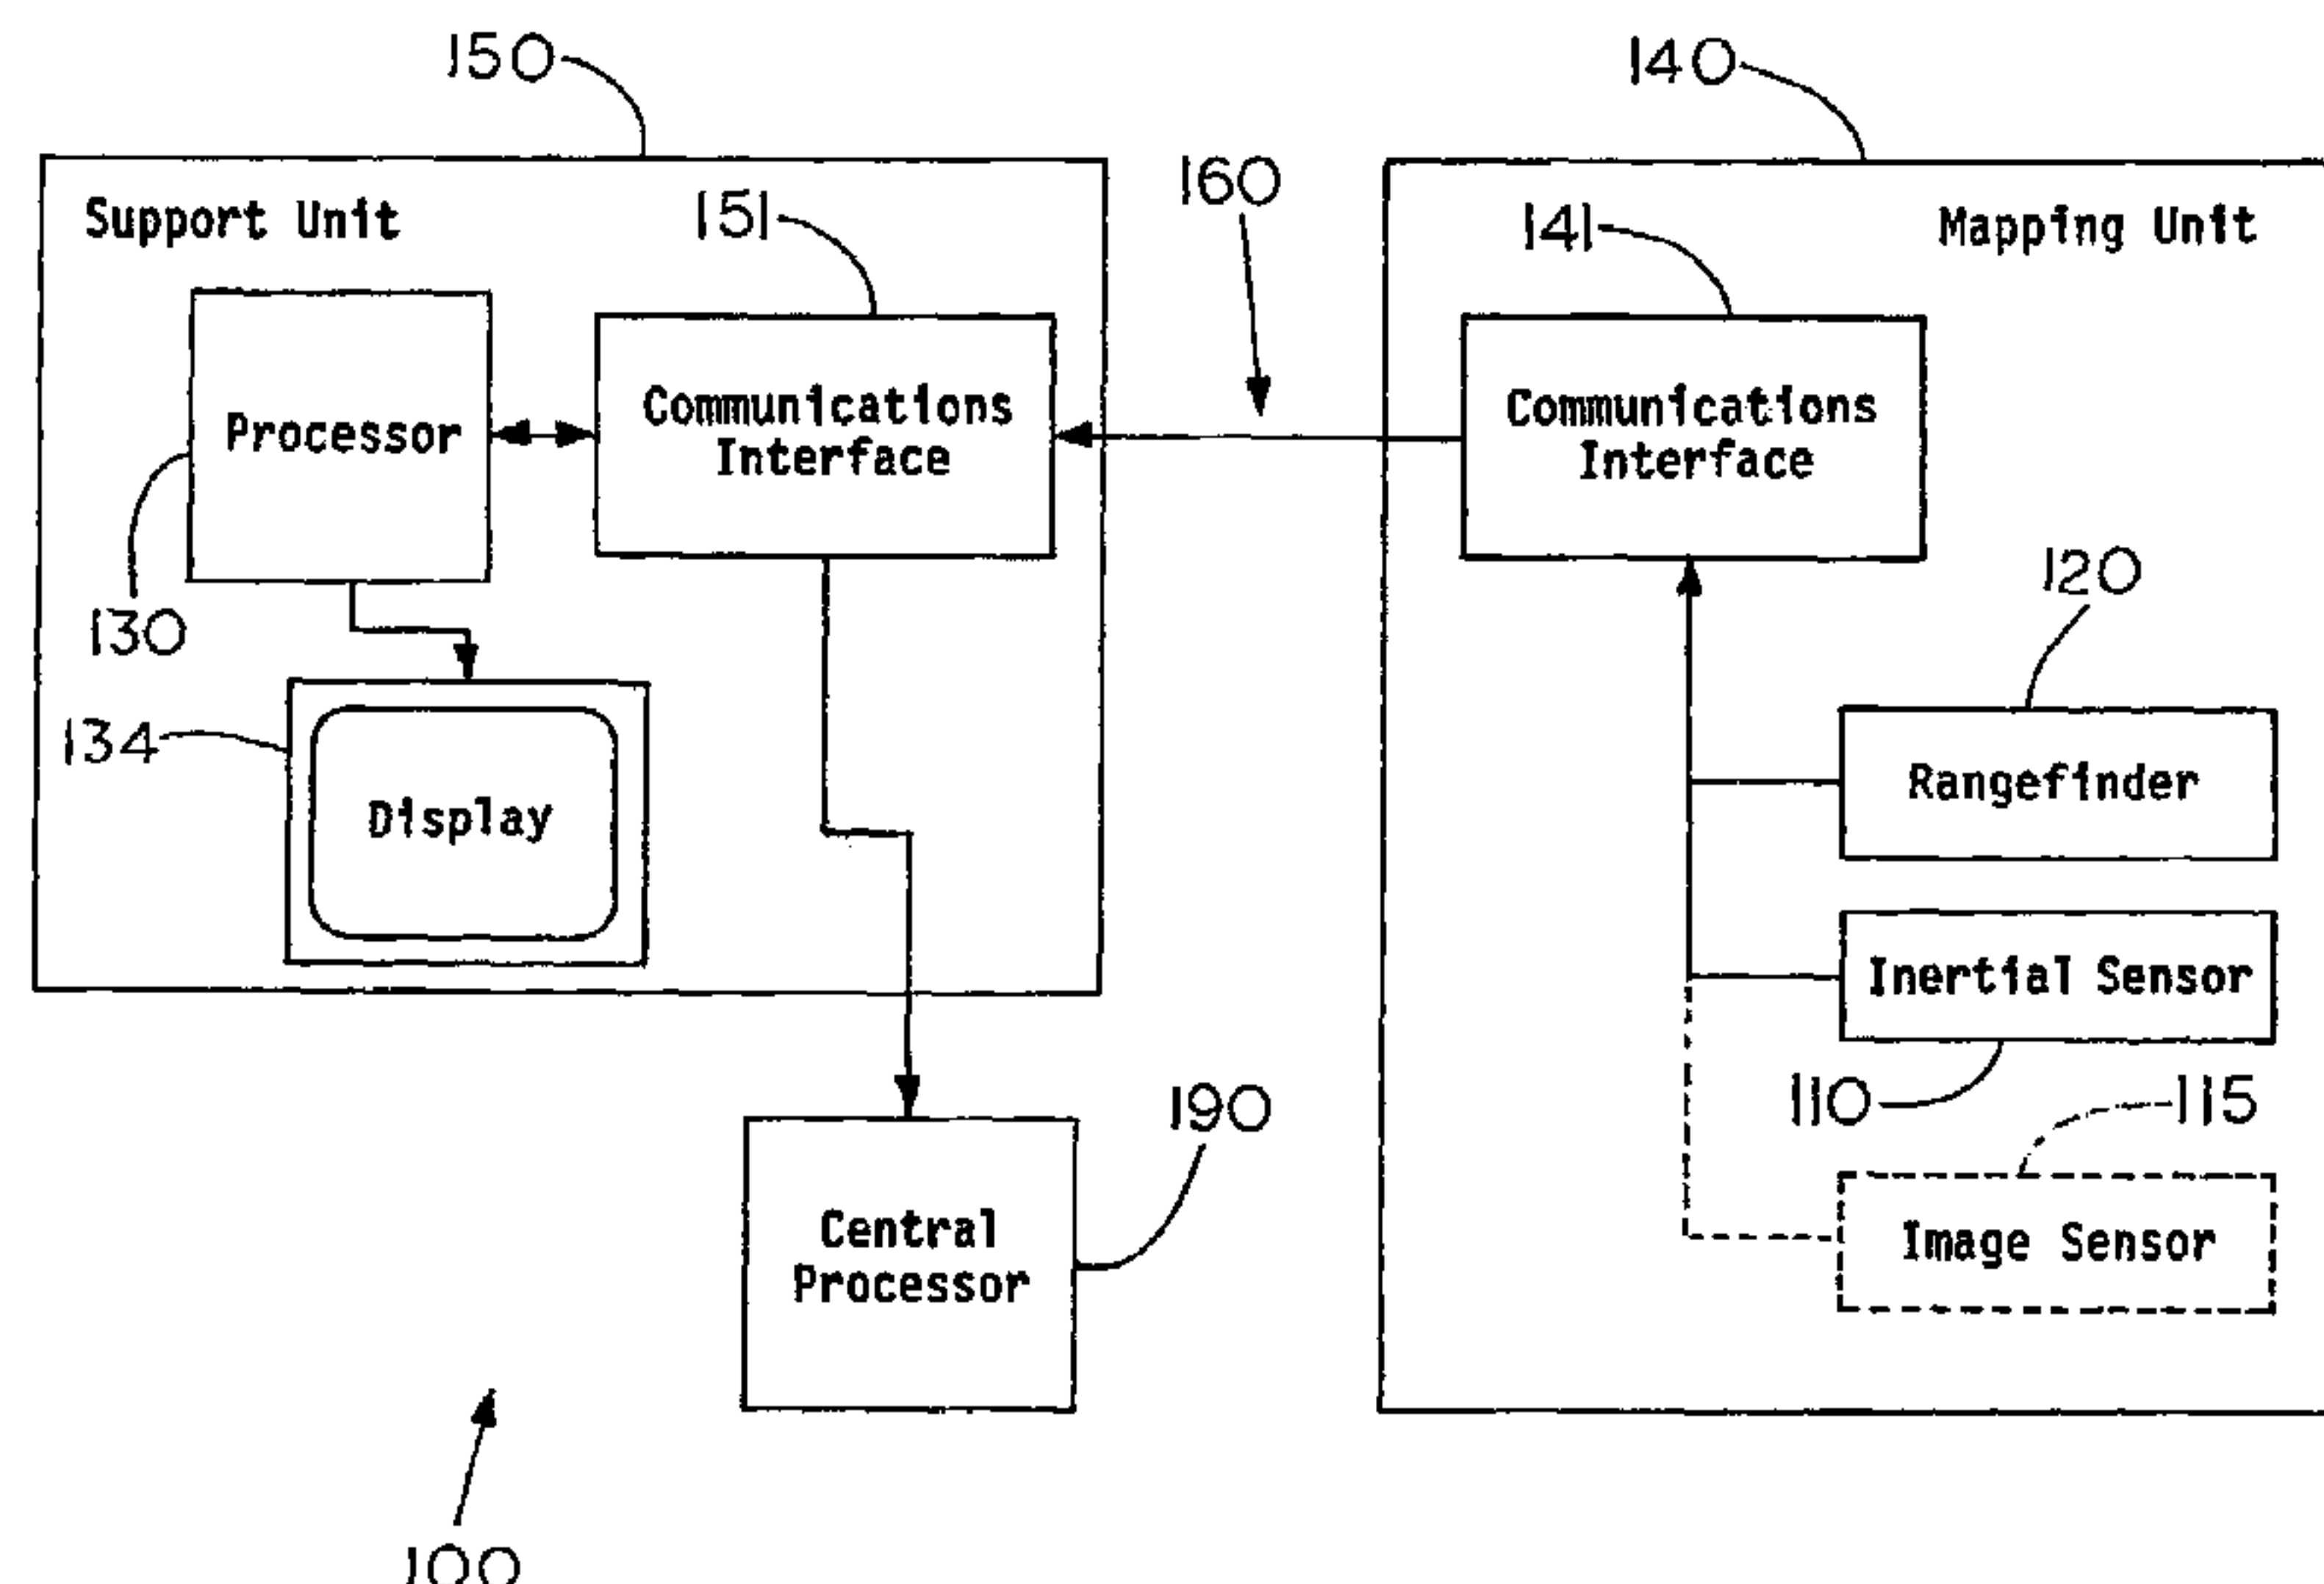 150
140
160
Support Unit
151
141
Mapping Unit
Processor
Communications
Interface
Communications
Interface
130
120
134
Display
Rangefinder
Inertial Sensor
110
115
190
Central
Processor
Image Sensor
100